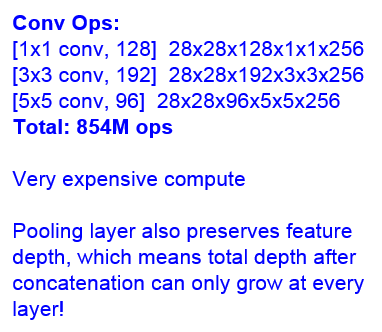 Conv Ops:
[1x1 conv, 128]  28x28x128x1x1x256
[3x3 conv, 192]  28x28x192x3x3x256
[5x5 conv, 96]  28x28x96x5x5x256
Total: 854M ops
Very expensive compute
Pooling layer also preserves feature
depth, which means total depth after
concatenation can only grow at every
layer!